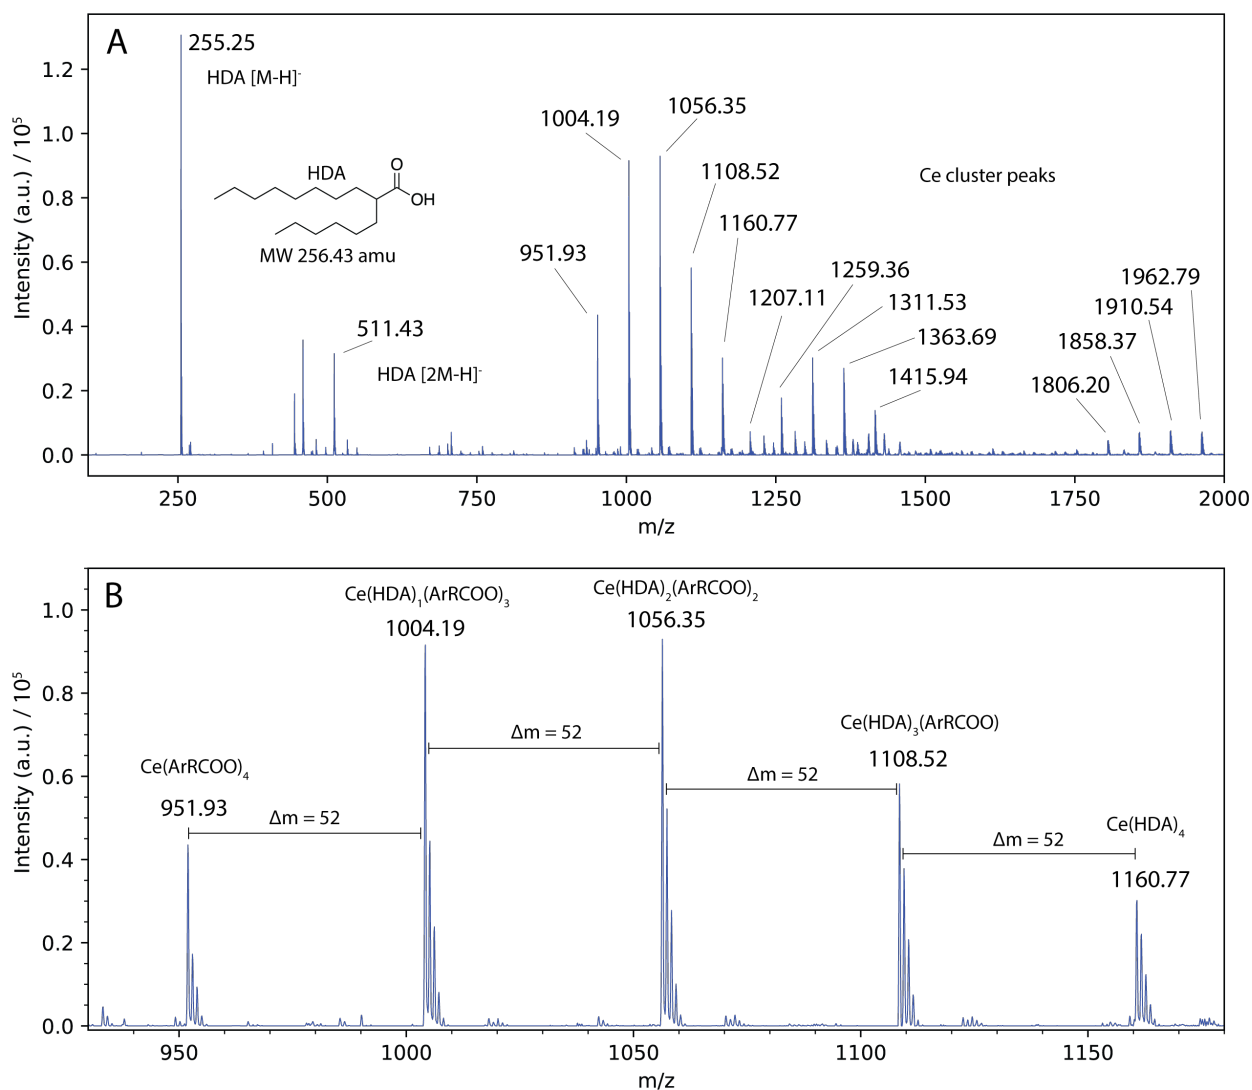 A
255.25
HDA [M-H]⁻
1056.35
1004.19
1108.52
HDA
O
OH
Ce cluster peaks
MW 256.43 amu
951.93
1160.77
1207.11
1259.36
1311.53
1363.69
1415.94
1962.79
1910.54
1858.37
1806.20
511.43
HDA [2M-H]⁻
Intensity (a.u.) / 10⁵
1.2
1.0
0.8
0.6
0.4
0.2
0.0
250 500 750 1000 1250 1500 1750 2000
m/z
B
Ce(HDA)₁(ArRCOO)₃
1004.19
Ce(HDA)₂(ArRCOO)₂
1056.35
Ce(HDA)₃(ArRCOO)
1108.52
Ce(ArRCOO)₄
951.93
Ce(HDA)₄
1160.77
Δm = 52
Δm = 52
Δm = 52
Δm = 52
Intensity (a.u.) / 10⁵
1.0
0.8
0.6
0.4
0.2
0.0
950 1000 1050 1100 1150
m/z